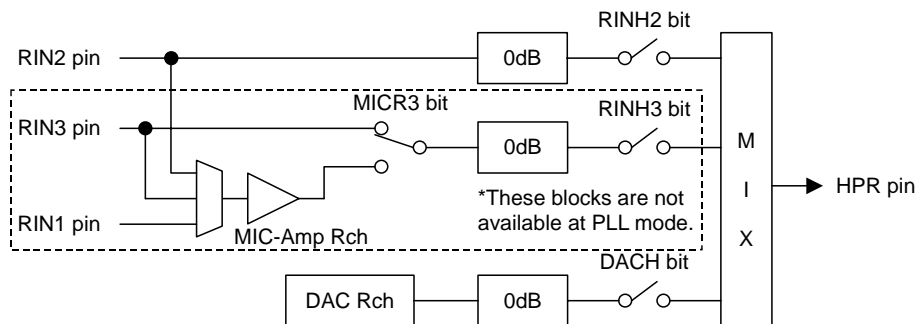 RINH2 bit
RIN2 pin
0dB
MICR3 bit
RINH3 bit
RIN3 pin
0dB
M
I
X
HPR pin
*These blocks are not
available at PLL mode.
RIN1 pin
MIC-Amp Rch
DACH bit
DAC Rch
0dB